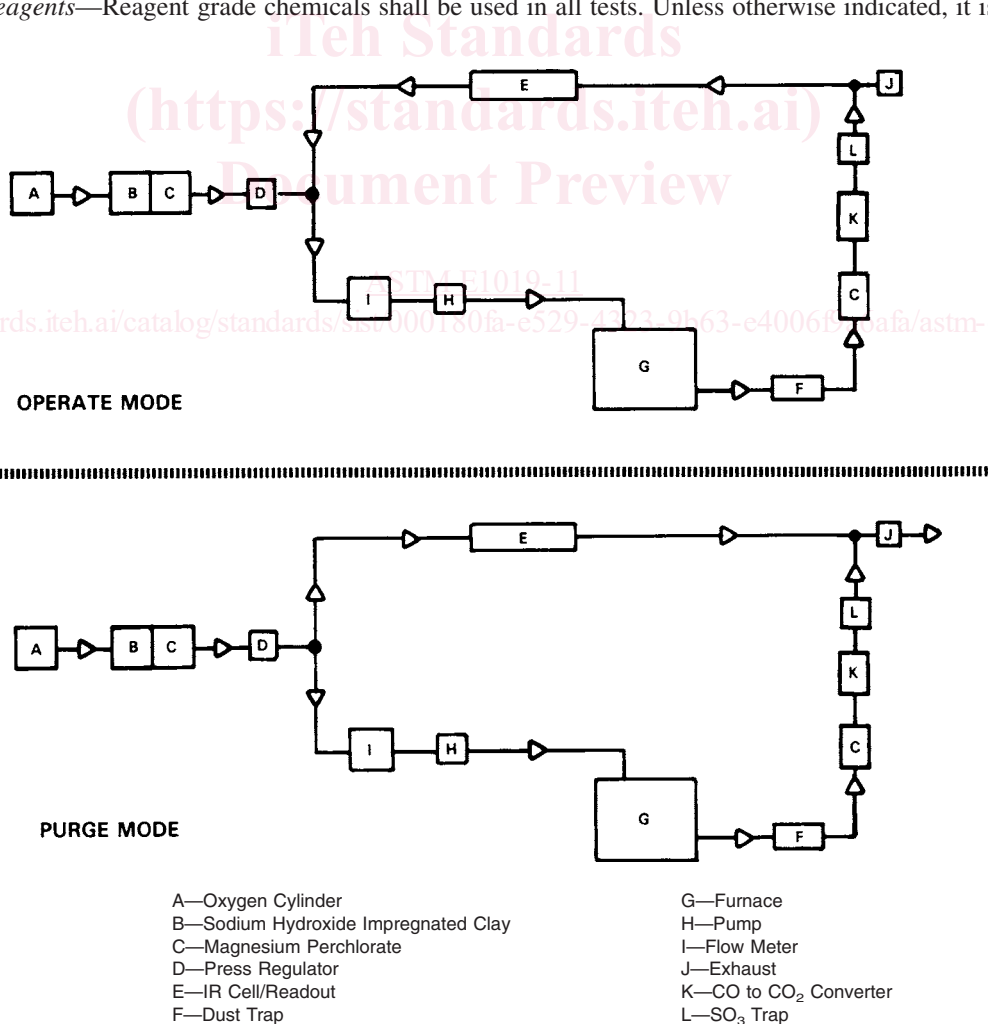 eagents—Reagent grade chemicals shall be used in all tests. Unless otherwise indicated, it is
iTeh Standards
(https://standards.iteh.ai)
Document Preview
J
E
L
A
B C
D
K
ASTM E1019-11
I
H
C
G
F
OPERATE MODE
J
E
L
A
B C
D
K
I
H
C
G
F
PURGE MODE
A—Oxygen Cylinder
B—Sodium Hydroxide Impregnated Clay
C—Magnesium Perchlorate
D—Press Regulator
E—IR Cell/Readout
F—Dust Trap
G—Furnace
H—Pump
I—Flow Meter
J—Exhaust
K—CO to CO₂ Converter
L—SO₃ Trap